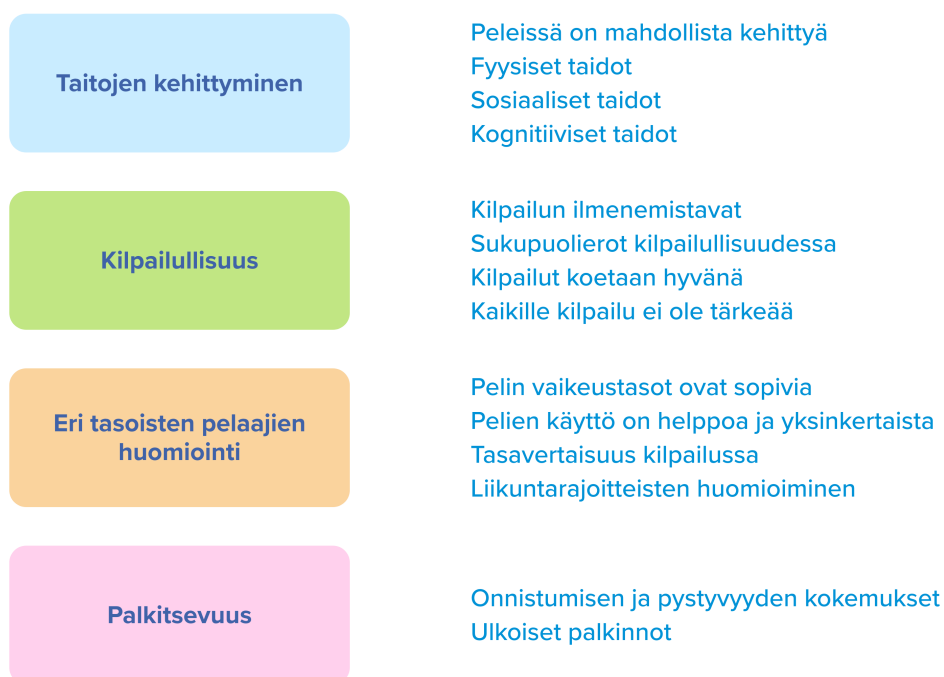 Taitojen kehittyminen
Peleissä on mahdollista kehittyä
Fyysiset taidot
Sosiaaliset taidot
Kognitiiviset taidot
Kilpailullisuus
Kilpailun ilmenemistavat
Sukupuolierot kilpailullisuudessa
Kilpailut koetaan hyvänä
Kaikille kilpailu ei ole tärkeää
Eri tasoisten pelaajien
huomiointi
Pelin vaikeustasot ovat sopivia
Pelien käyttö on helppoa ja yksinkertaista
Tasavertaisuus kilpailussa
Liikuntarajoitteisten huomioiminen
Palkitsevuus
Onnistumisen ja pystyvyyden kokemukset
Ulkoiset palkinnot